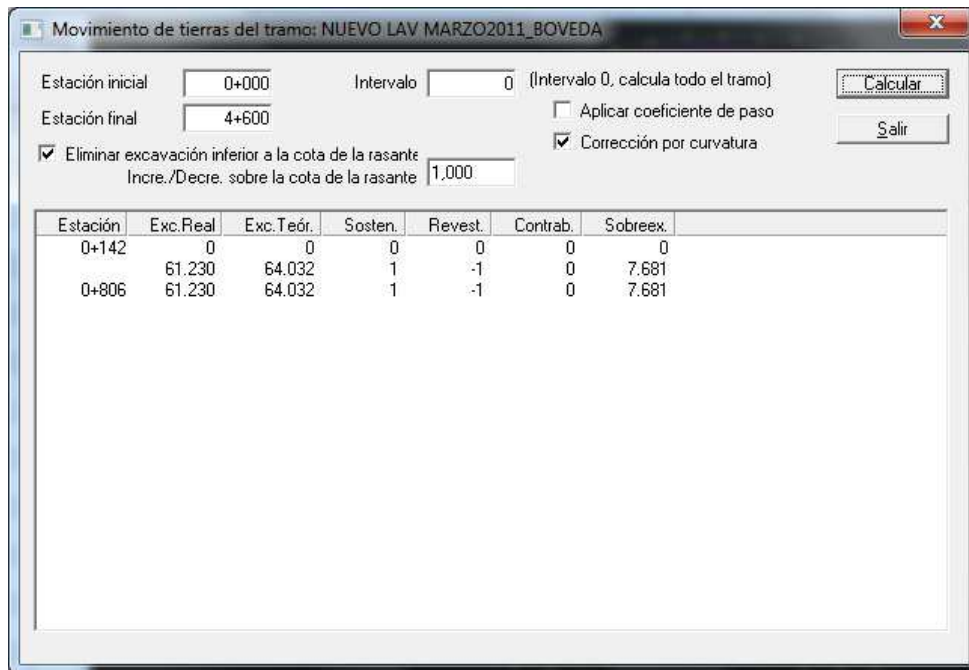 Movimiento de tierras del tramo: NUEVO LAV MARZO2011_BOVEDA
Estación inicial 0+000 Intervalo 0 (Intervalo 0, calcula todo el tramo) Calcular
Estación final 4+600 Aplicar coeficiente de paso Salir
Corrección por curvatura
Eliminar excavación inferior a la cota de la rasante
Incre./Decre. sobre la cota de la rasante 1,000
Estación Exc.Real Exc.Teór. Sosten. Revest. Contrab. Sobreex.
0+142 0 0 0 0 0 0
61.230 64.032 1 -1 0 7.681
0+806 61.230 64.032 1 -1 0 7.681